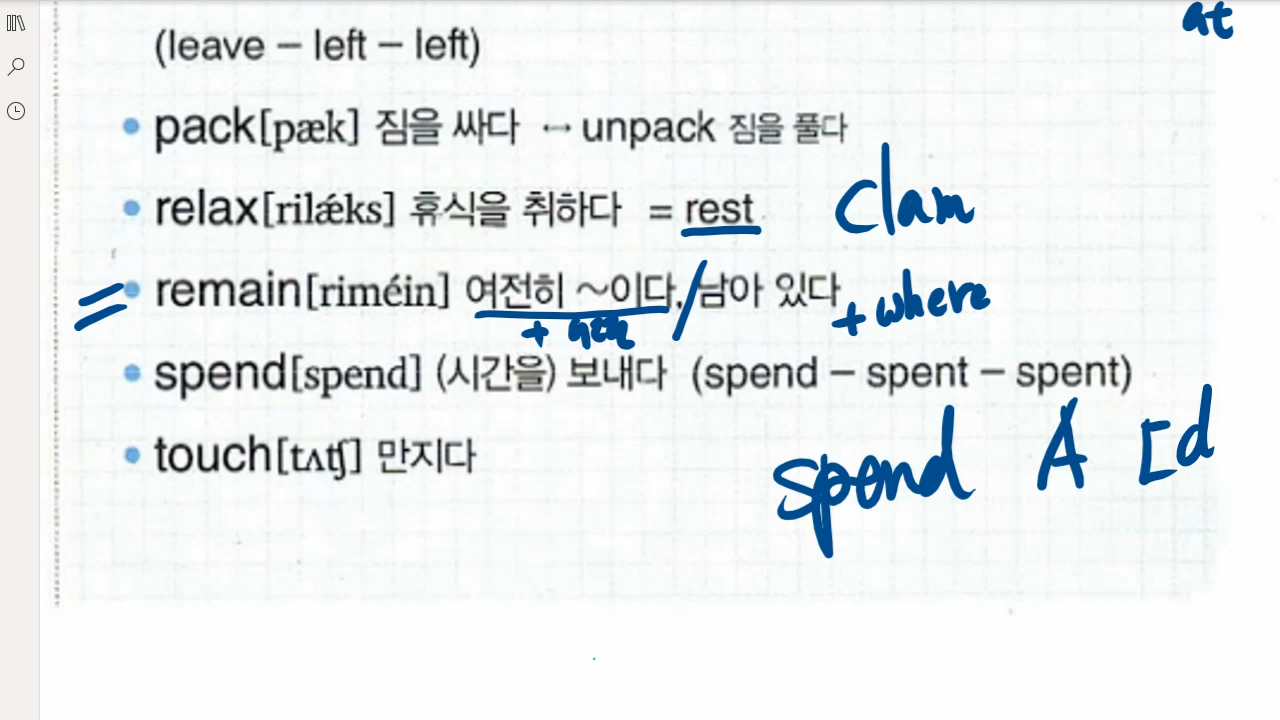 at
(leave – left – left)
pack[pæk] 짐을 싸다 ↔ unpack 짐을 풀다
relax[rilǽks] 휴식을 취하다 = rest clam
remain[riméin] 여전히 ~이다, 남아 있다 + where
+
spend[spend] (시간을) 보내다 (spend – spent – spent)
spend A [d
touch[tʌtʃ] 만지다